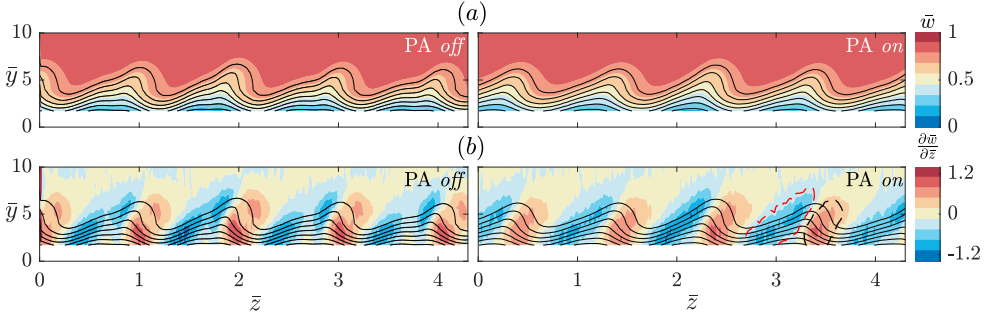 (a)
w̄
10
5
0
ȳ
PA off
PA on
1
0.5
0
(b)
∂w̄/∂z̄
10
5
0
ȳ
PA off
PA on
1.2
0
-1.2
0 1 2 3 4
1 2 3 4
z̄
z̄